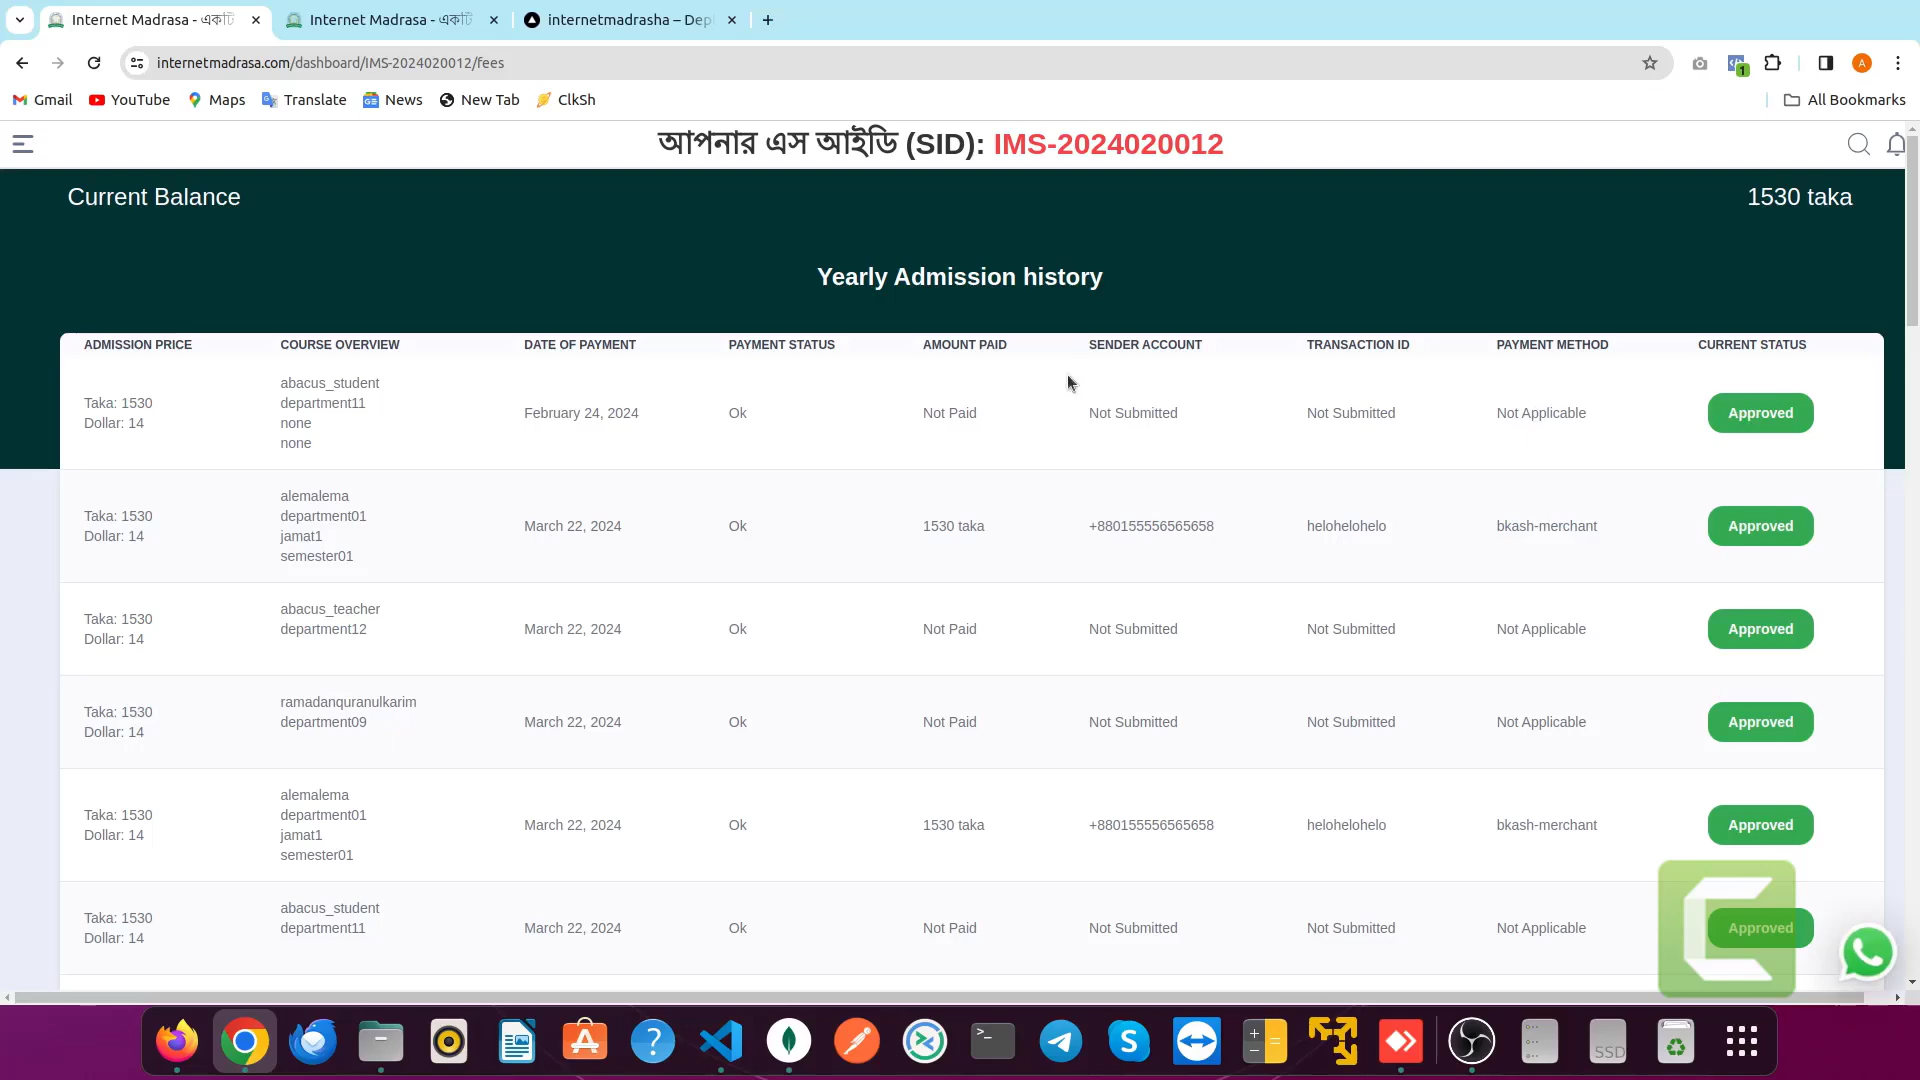 Internet Madrasa - একটি
Internet Madrasa - একটি
internetmadrasha – Dep
internetmadrasa.com/dashboard/IMS-2024020012/fees
1
A
Gmail
YouTube
Maps
Translate
News
New Tab
ClkSh
All Bookmarks
আপনার এস আইডি (SID): IMS-2024020012
Current Balance
1530 taka
Yearly Admission history
ADMISSION PRICE COURSE OVERVIEW DATE OF PAYMENT PAYMENT STATUS AMOUNT PAID SENDER ACCOUNT TRANSACTION ID PAYMENT METHOD CURRENT STATUS
Taka: 1530
Dollar: 14
abacus_student
department11
none
none
February 24, 2024
Ok
Not Paid
Not Submitted
Not Submitted
Not Applicable
Approved
Taka: 1530
Dollar: 14
alemalema
department01
jamat1
semester01
March 22, 2024
Ok
1530 taka
+880155556565658
helohelohelo
bkash-merchant
Approved
Taka: 1530
Dollar: 14
abacus_teacher
department12
March 22, 2024
Ok
Not Paid
Not Submitted
Not Submitted
Not Applicable
Approved
Taka: 1530
Dollar: 14
ramadanquranulkarim
department09
March 22, 2024
Ok
Not Paid
Not Submitted
Not Submitted
Not Applicable
Approved
Taka: 1530
Dollar: 14
alemalema
department01
jamat1
semester01
March 22, 2024
Ok
1530 taka
+880155556565658
helohelohelo
bkash-merchant
Approved
Taka: 1530
Dollar: 14
abacus_student
department11
March 22, 2024
Ok
Not Paid
Not Submitted
Not Submitted
Not Applicable
Approved
SSD